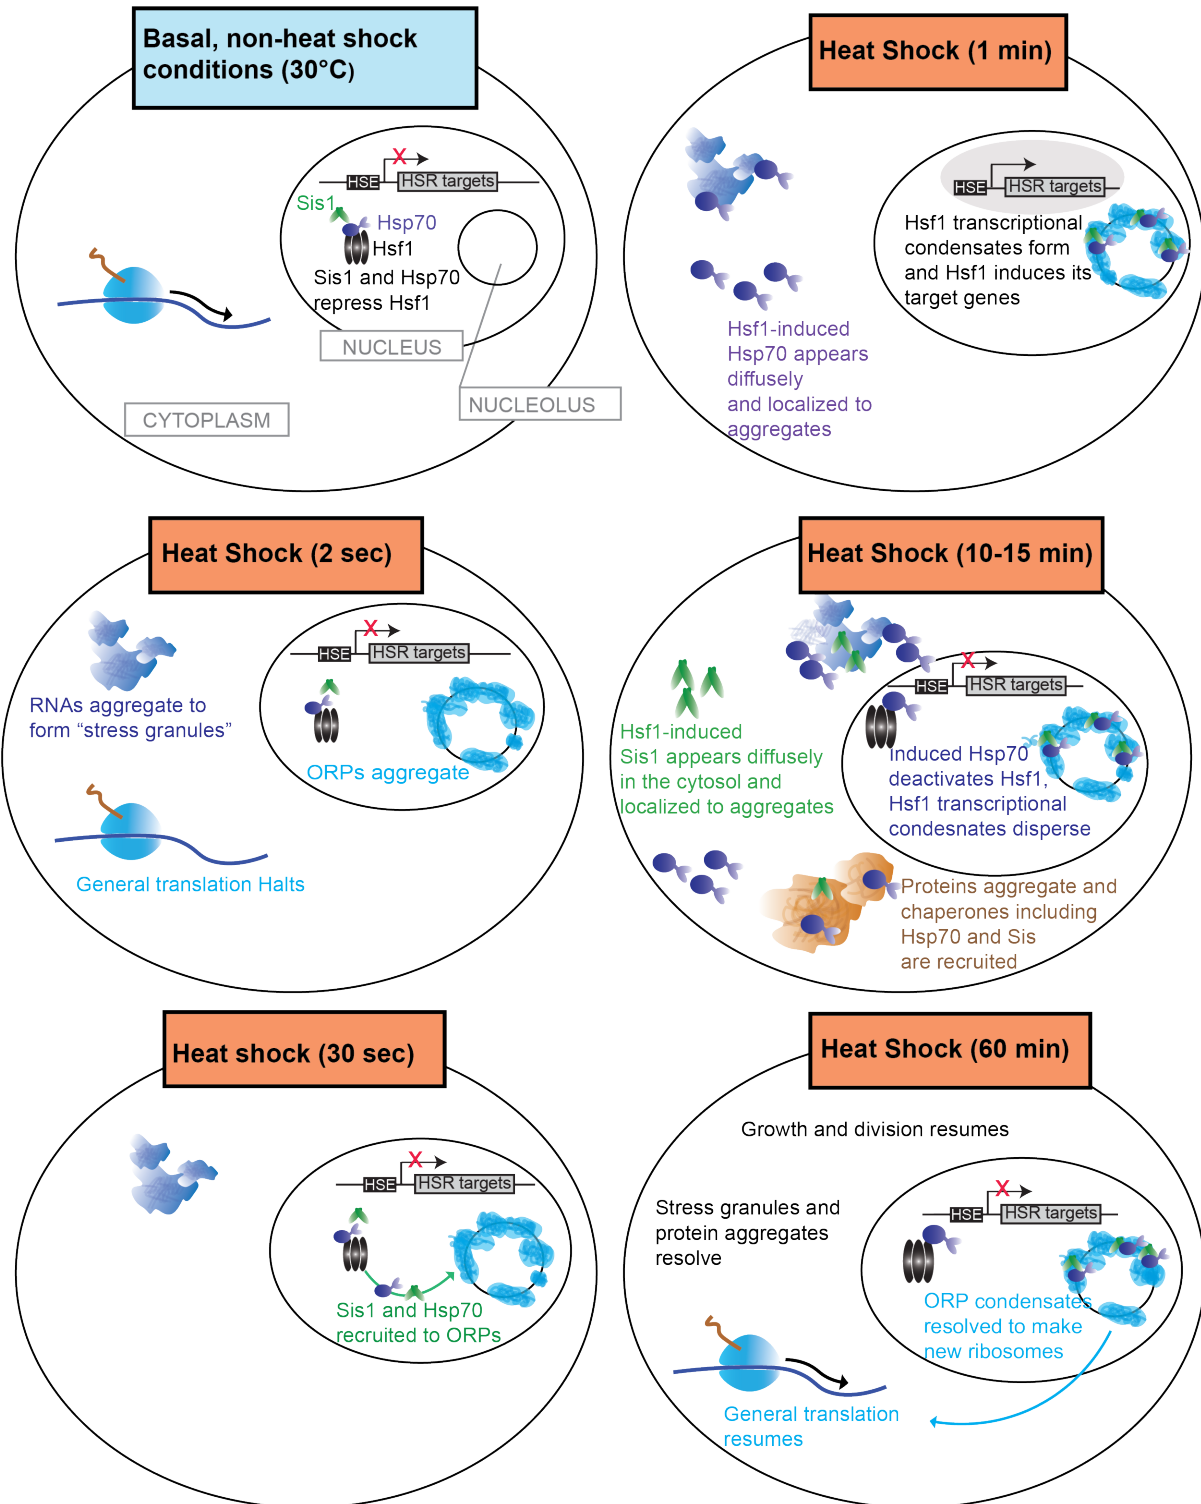 Basal, non-heat shock
conditions (30°C)
X
HSE
HSR targets
Sis1
Hsp70
Hsf1
Sis1 and Hsp70
repress Hsf1
NUCLEUS
NUCLEOLUS
CYTOPLASM
Heat Shock (1 min)
HSE
HSR targets
Hsf1 transcriptional
condensates form
and Hsf1 induces its
target genes
Hsf1-induced
Hsp70 appears
diffusely
and localized to
aggregates
Heat Shock (2 sec)
X
HSE
HSR targets
RNAs aggregate to
form “stress granules”
ORPs aggregate
General translation Halts
Heat Shock (10-15 min)
X
HSE
HSR targets
Hsf1-induced
Sis1 appears diffusely
in the cytosol and
localized to aggregates
Induced Hsp70
deactivates Hsf1,
Hsf1 transcriptional
condesnates disperse
Proteins aggregate and
chaperones including
Hsp70 and Sis
are recruited
Heat shock (30 sec)
X
HSE
HSR targets
Sis1 and Hsp70
recruited to ORPs
Heat Shock (60 min)
Growth and division resumes
X
HSE
HSR targets
Stress granules and
protein aggregates
resolve
ORP condensates
resolved to make
new ribosomes
General translation
resumes